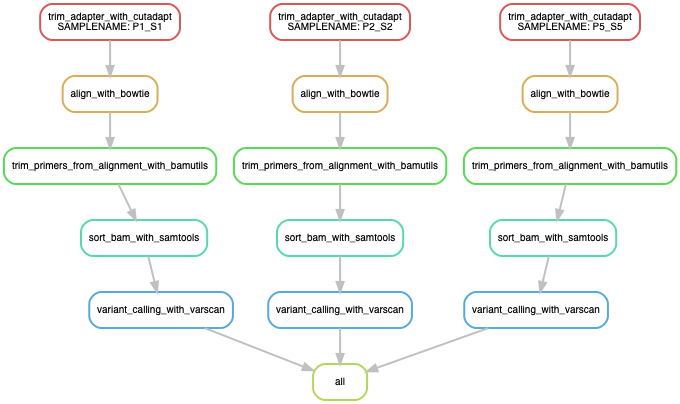 trim_adapter_with_cutadapt
SAMPLENAME: P1_S1
trim_adapter_with_cutadapt
SAMPLENAME: P2_S2
trim_adapter_with_cutadapt
SAMPLENAME: P5_S5
align_with_bowtie
align_with_bowtie
align_with_bowtie
trim_primers_from_alignment_with_bamutils
trim_primers_from_alignment_with_bamutils
trim_primers_from_alignment_with_bamutils
sort_bam_with_samtools
sort_bam_with_samtools
sort_bam_with_samtools
variant_calling_with_varscan
variant_calling_with_varscan
variant_calling_with_varscan
all